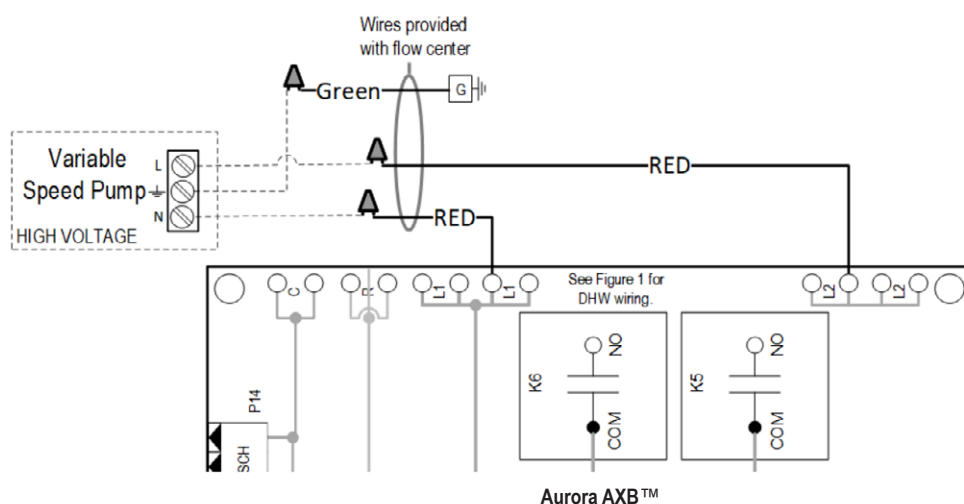 Wires provided
with flow center
Green
G
Variable
Speed Pump
L
N
HIGH VOLTAGE
RED
RED
C
R
L1
L1
See Figure 1 for
DHW wiring.
L2
L2
K6
NO
COM
K5
NO
COM
P14
SCH
Aurora AXB™